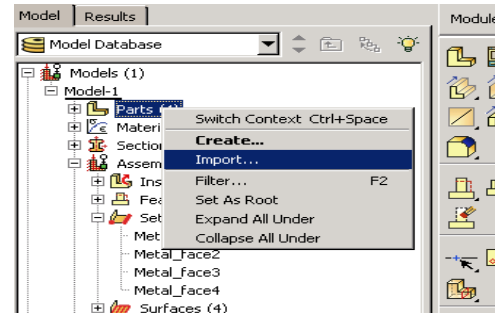 Model Results
Module
Model Database
Models (1)
Model-1
Parts
Switch Context Ctrl+Space
Create...
Import...
Filter... F2
Set As Root
Expand All Under
Collapse All Under
Materi
Section
Assem
Ins
Fea
Set
Met
Metal_face2
Metal_face3
Metal_face4
Surfaces (4)